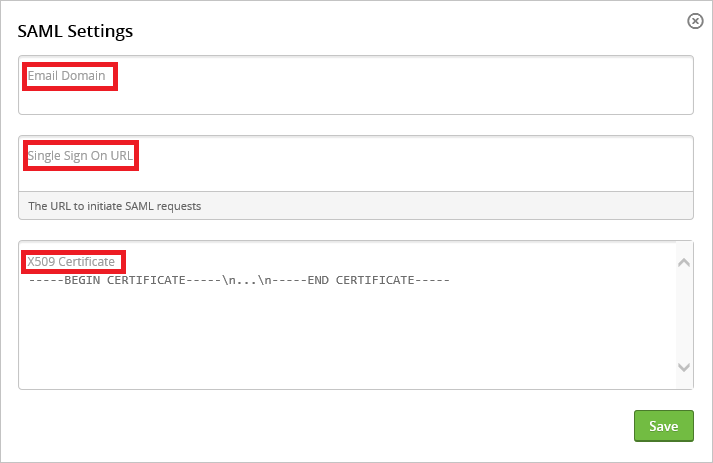 SAML Settings
Email Domain
Single Sign On URL
The URL to initiate SAML requests
X509 Certificate
-----BEGIN CERTIFICATE-----\n...\n-----END CERTIFICATE-----
Save